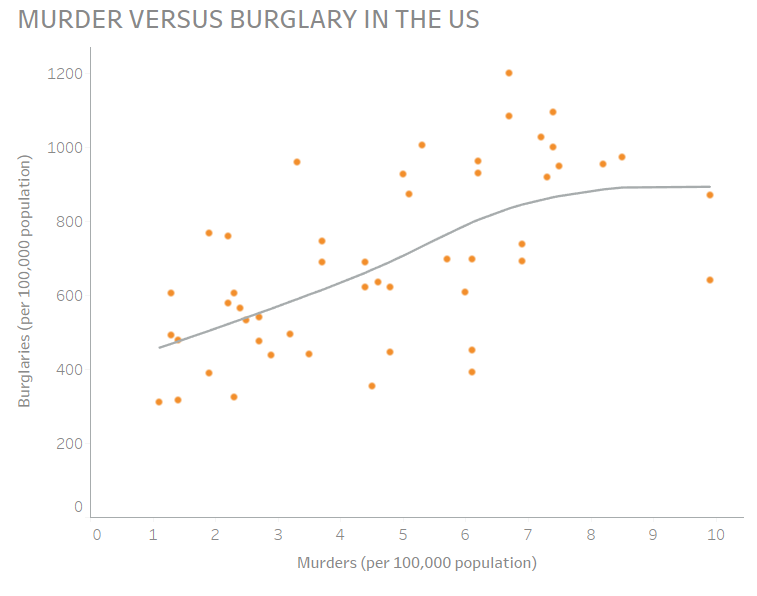 MURDER VERSUS BURGLARY IN THE US
1200
1000
800
600
400
200
0
Burglaries (per 100,000 population)
0 1 2 3 4 5 6 7 8 9 10
Murders (per 100,000 population)